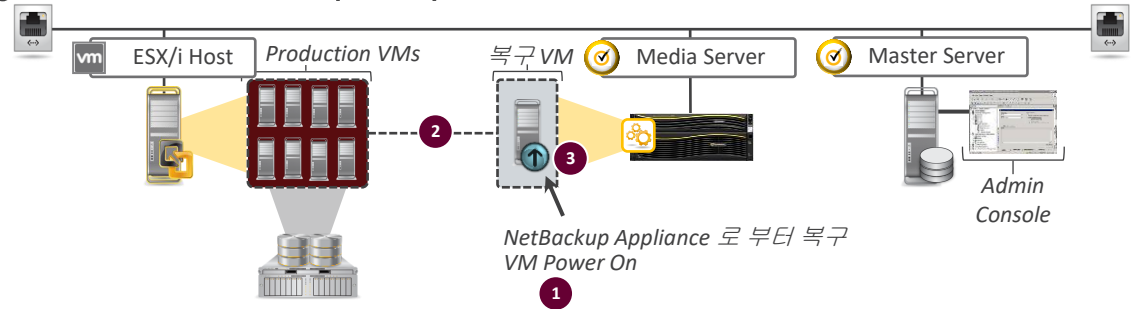 vm
ESX/i Host
Production VMs
복구 VM
Media Server
Master Server
2
3
Admin
Console
NetBackup Appliance 로 부터 복구
VM Power On
1